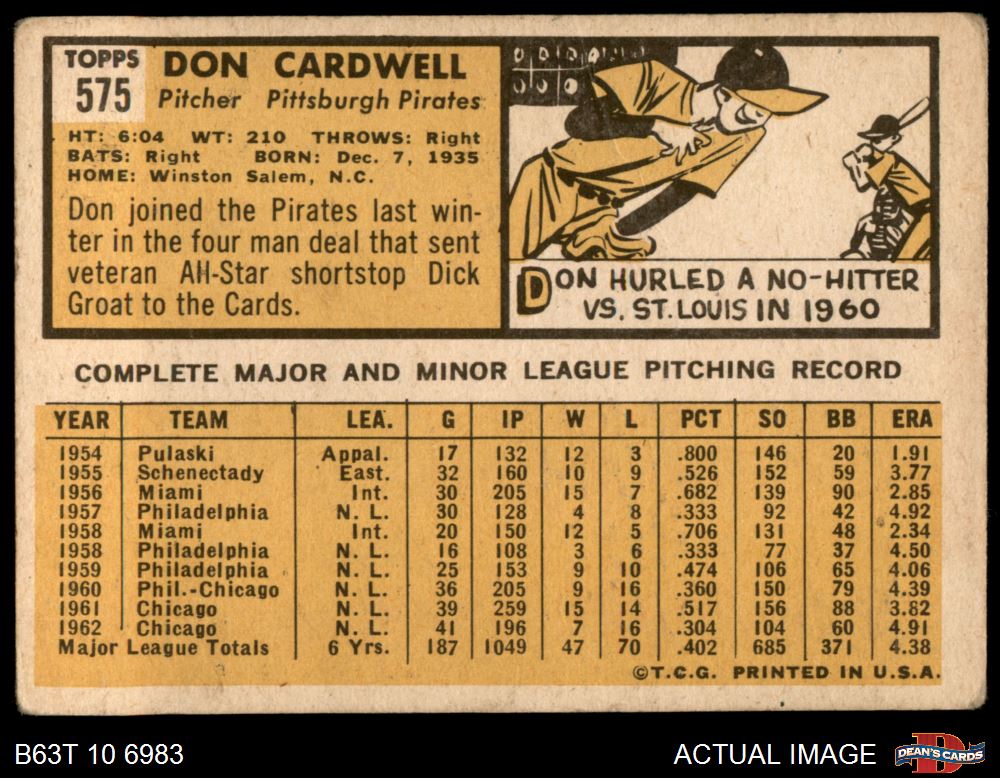 TOPPS
575
DON CARDWELL
Pitcher Pittsburgh Pirates
HT: 6:04 WT: 210 THROWS: Right
BATS: Right BORN: Dec. 7, 1935
HOME: Winston Salem, N.C.
Don joined the Pirates last win-
ter in the four man deal that sent
veteran All-Star shortstop Dick
Groat to the Cards.
DON HURLED A NO-HITTER
VS. ST. LOUIS IN 1960
COMPLETE MAJOR AND MINOR LEAGUE PITCHING RECORD
YEAR TEAM LEA. G IP W L PCT SO BB ERA
1954 Pulaski Appal. 17 132 12 3 .800 146 20 1.91
1955 Schenectady East. 32 160 10 9 .526 152 59 3.77
1956 Miami Int. 30 205 15 7 .682 139 90 2.85
1957 Philadelphia N. L. 30 128 4 8 .333 92 42 4.92
1958 Miami Int. 20 150 12 5 .706 131 48 2.34
1958 Philadelphia N. L. 16 108 3 6 .333 77 37 4.50
1959 Philadelphia N. L. 25 153 9 10 .474 106 65 4.06
1960 Phil.-Chicago N. L. 36 205 9 16 .360 150 79 4.39
1961 Chicago N. L. 39 259 15 14 .517 156 88 3.82
1962 Chicago N. L. 41 196 7 16 .304 104 60 4.91
Major League Totals 6 Yrs. 187 1049 47 70 .402 685 371 4.38
©T.C.G. PRINTED IN U.S.A.
B63T 10 6983
ACTUAL IMAGE
D
DEAN'S CARDS